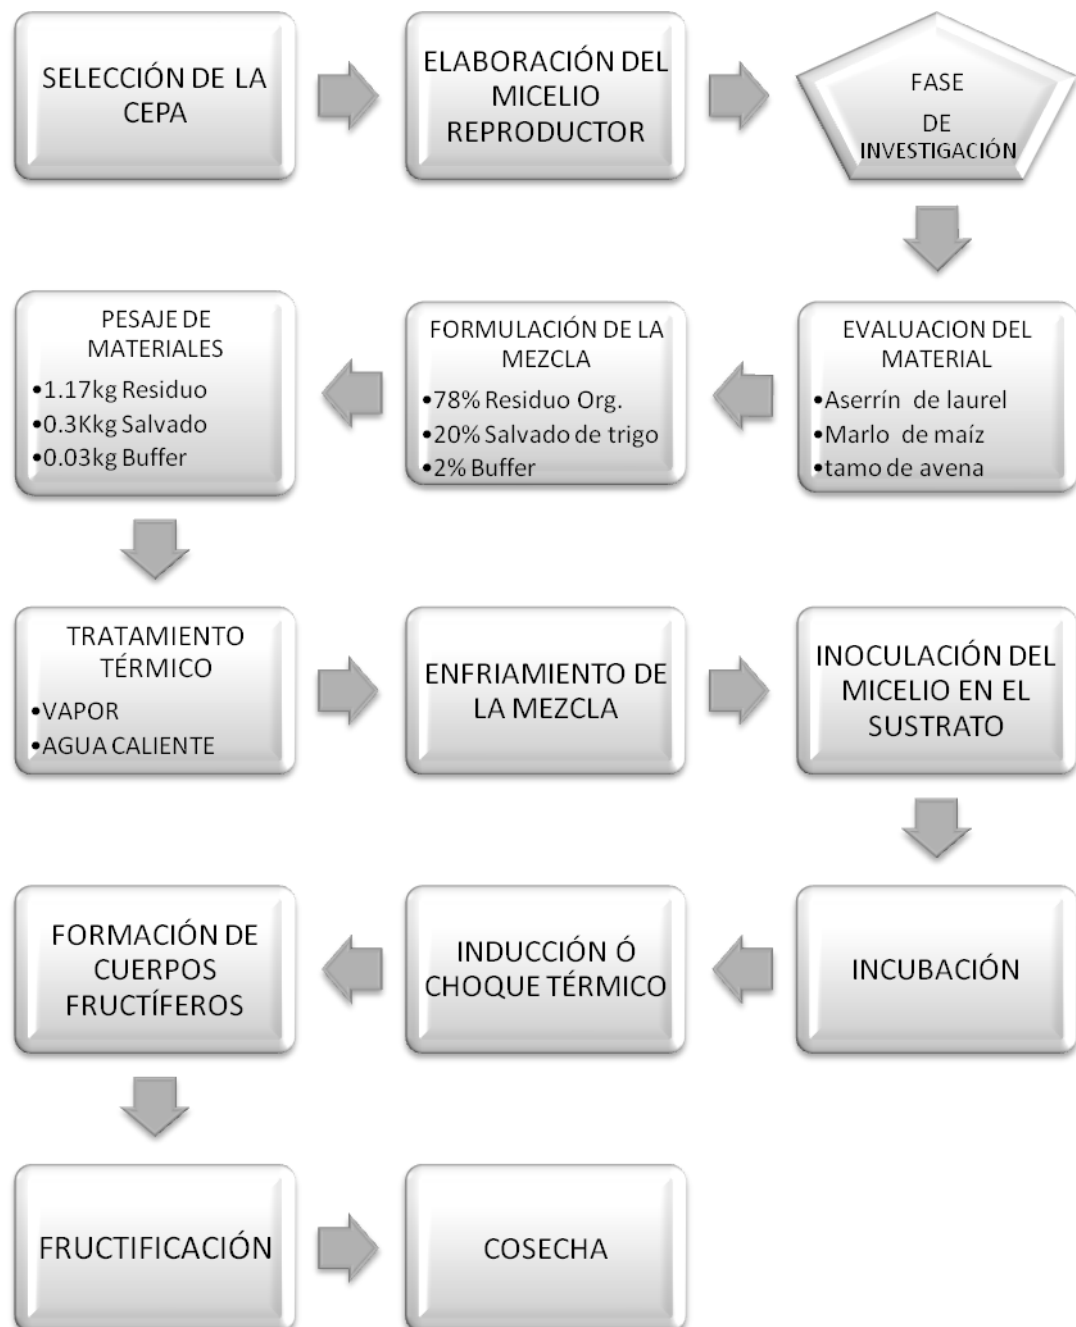 SELECCIÓN DE LA
CEPA
ELABORACIÓN DEL
MICELIO
REPRODUCTOR
FASE
DE
INVESTIGACIÓN
EVALUACION DEL
MATERIAL
•Aserrín de laurel
•Marlo de maíz
•tamo de avena
FORMULACIÓN DE LA
MEZCLA
•78% Residuo Org.
•20% Salvado de trigo
•2% Buffer
PESAJE DE
MATERIALES
•1.17kg Residuo
•0.3Kkg Salvado
•0.03kg Buffer
TRATAMIENTO
TÉRMICO
•VAPOR
•AGUA CALIENTE
ENFRIAMIENTO DE
LA MEZCLA
INOCULACIÓN DEL
MICELIO EN EL
SUSTRATO
INCUBACIÓN
INDUCCIÓN Ó
CHOQUE TÉRMICO
FORMACIÓN DE
CUERPOS
FRUCTÍFEROS
FRUCTIFICACIÓN
COSECHA